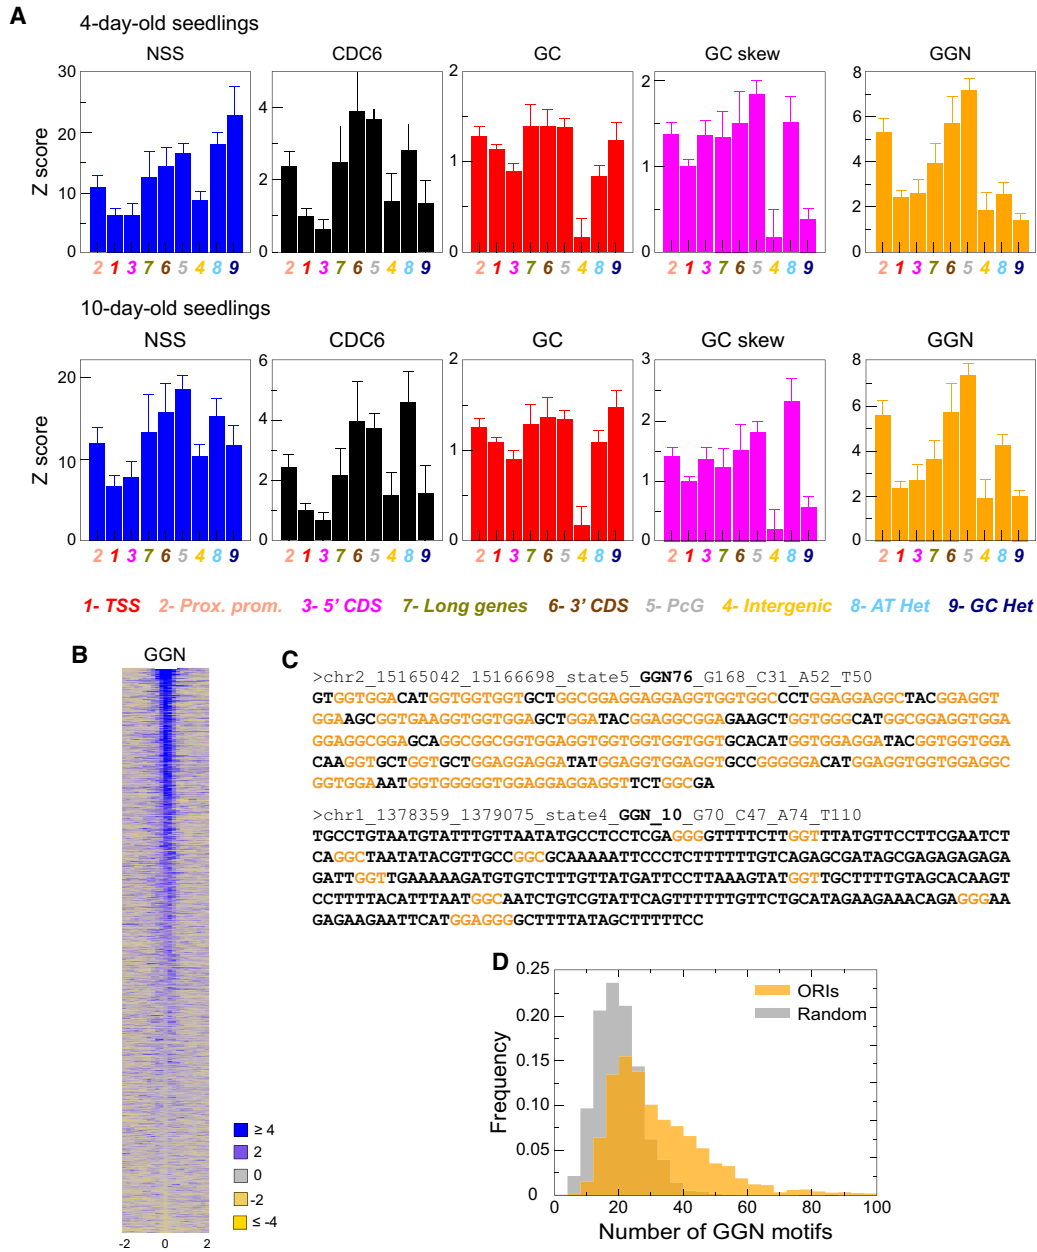 A
4-day-old seedlings
NSS CDC6 GC GC skew GGN
Z score
30
20
10
0
4
2
0
2
1
0
2
1
0
8
6
4
2
0
2 1 3 7 6 5 4 8 9
2 1 3 7 6 5 4 8 9
2 1 3 7 6 5 4 8 9
2 1 3 7 6 5 4 8 9
2 1 3 7 6 5 4 8 9
10-day-old seedlings
NSS CDC6 GC GC skew GGN
Z score
20
10
0
6
4
2
0
2
1
0
3
2
1
0
8
6
4
2
0
2 1 3 7 6 5 4 8 9
2 1 3 7 6 5 4 8 9
2 1 3 7 6 5 4 8 9
2 1 3 7 6 5 4 8 9
2 1 3 7 6 5 4 8 9
1- TSS 2- Prox. prom. 3- 5' CDS 7- Long genes 6- 3' CDS 5- PcG 4- Intergenic 8- AT Het 9- GC Het
B
GGN
≥ 4
2
0
-2
≤ -4
-2 0 2
C
>chr2_15165042_15166698_state5_GGN76_G168_C31_A52_T50
GTGGTGGACATGGTGGTGGTGCTGGCGGAGGAGGAGGTGGTGGCCCTGGAGGAGGCTACGGAGGT
GGAAGCGGTGAAGGTGGTGGAGCTGGATACGGAGGCGGAGAAGCTGGTGGGCATGGCGGAGGTGGA
GGAGGCGGAGCAGGCGGCGGTGGAGGTGGTGGTGGTGGTGCACATGGTGGAGGATACGGTGGTGGA
CAAGGTGCTGGTGCTGGAGGAGGATATGGAGGTGGAGGTGCCGGGGGACATGGAGGTGGTGGAGGC
GGTGGAAATGGTGGGGGTGGAGGAGGAGGTTCTGGCGA
>chr1_1378359_1379075_state4_GGN_10_G70_C47_A74_T110
TGCCTGTAATGTATTTGTTAATATGCCTCCTCGAGGGGTTTTCTTGGTTTATGTTCCTTCGAATCT
CAGGCTAATATACGTTGCCGGCGCAAAAATTCCCTCTTTTTTGTCAGAGCGATAGCGAGAGAGAGA
GATTGGTTGAAAAAGATGTGTCTTTGTTATGATTCCTTAAAGTATGGTTGCTTTTGTAGCACAAGT
CCTTTTACATTTAATGGCAATCTGTCGTATTCAGTTTTTTTGTTCTGCATAGAAGAAACAGAGGGAA
GAGAAGAATTCATGGAGGGGCTTTTATAGCTTTTTCC
D
Frequency
0.25
0.20
0.15
0.10
0.05
0
ORIs
Random
0 20 40 60 80 100
Number of GGN motifs